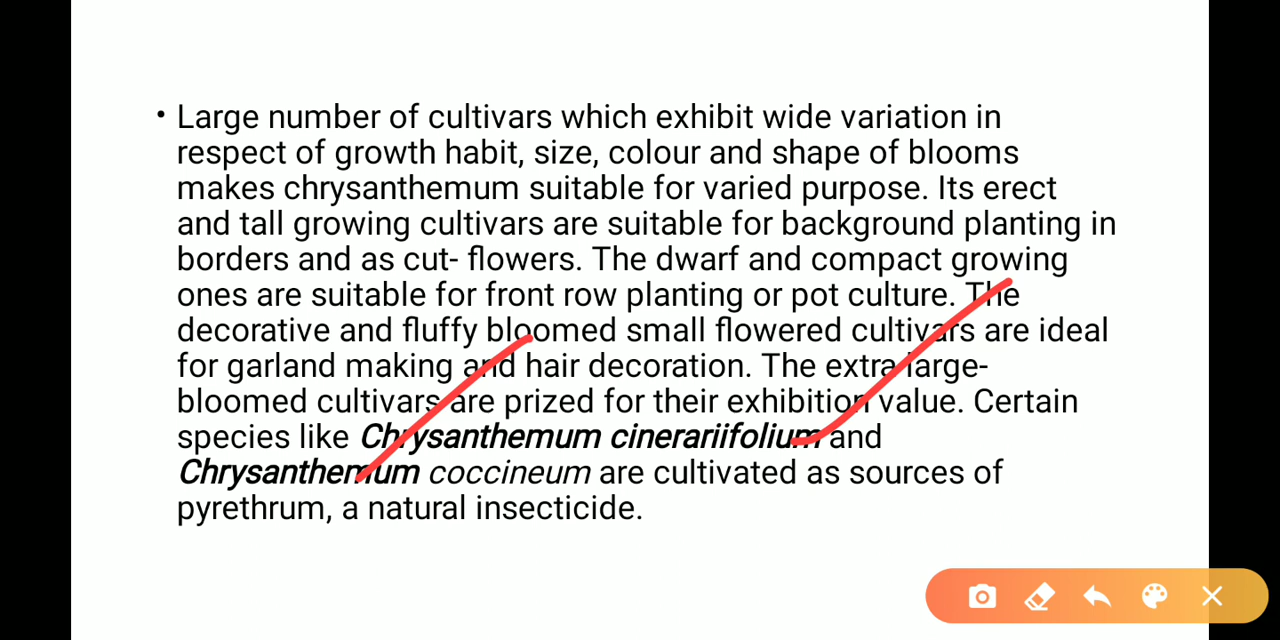 • Large number of cultivars which exhibit wide variation in
respect of growth habit, size, colour and shape of blooms
makes chrysanthemum suitable for varied purpose. Its erect
and tall growing cultivars are suitable for background planting in
borders and as cut- flowers. The dwarf and compact growing
ones are suitable for front row planting or pot culture. The
decorative and fluffy bloomed small flowered cultivars are ideal
for garland making and hair decoration. The extra large-
bloomed cultivars are prized for their exhibition value. Certain
species like Chrysanthemum cinerariifolium and
Chrysanthemum coccineum are cultivated as sources of
pyrethrum, a natural insecticide.